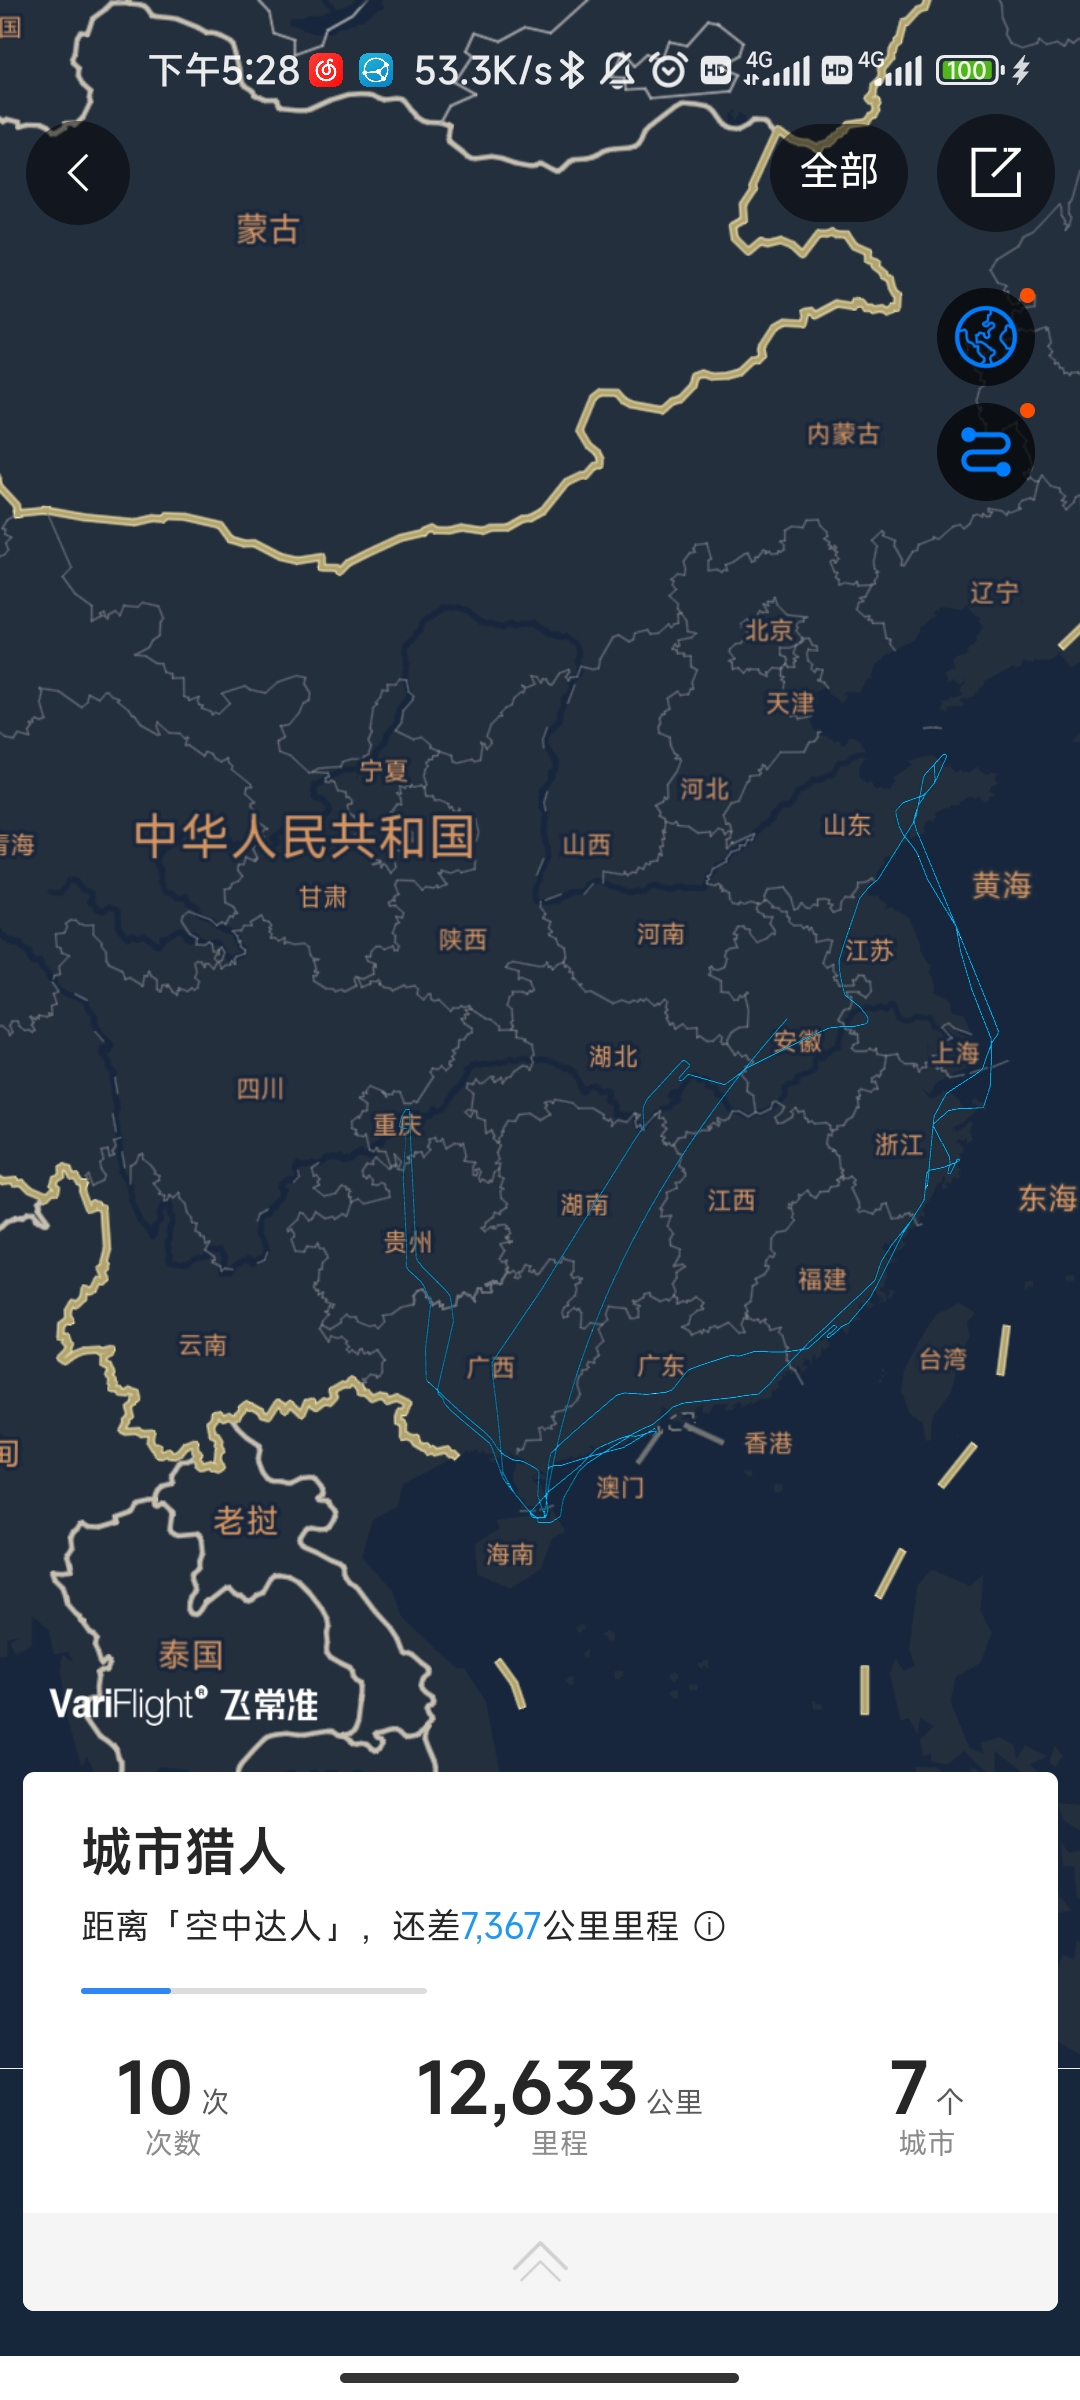 国
下午5:28 53.3K/s HD 4G HD 4G 100
全部
蒙古
内蒙古
辽宁
北京
天津
宁夏
河北
中华人民共和国
山东
青海
山西
黄海
甘肃
陕西
河南
江苏
安徽
湖北
上海
四川
重庆
浙江
湖南
江西
东海
贵州
福建
云南
广西
广东
台湾
香港
甸
澳门
老挝
海南
泰国
VariFlight® 飞常准
城市猎人
距离「空中达人」，还差7,367公里里程
10 次
12,633 公里
7 个
次数
里程
城市